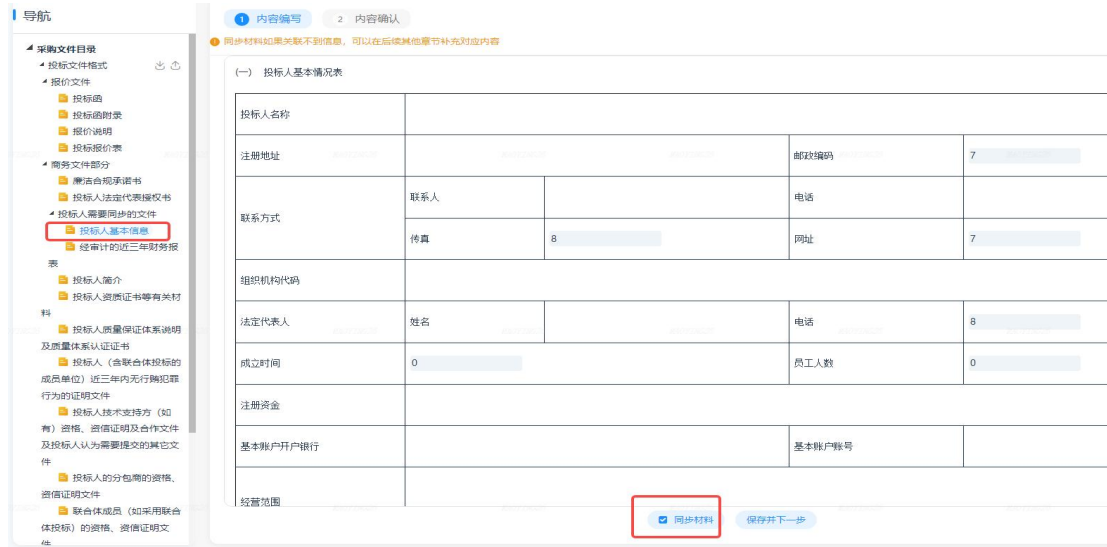 导航
采购文件目录
投标文件格式
报价文件
投标函
投标函附录
报价说明
投标报价表
商务文件部分
廉洁合规承诺书
投标人法定代表授权书
投标人需要同步的文件
投标人基本信息
经审计的近三年财务报
表
投标人简介
投标人资质证书等有关材
料
投标人质量保证体系说明
及质量体系认证证书
投标人（含联合体投标的
成员单位）近三年内无行贿犯罪
行为的证明文件
投标人技术支持方（如
有）资格、资信证明及合作文件
及投标人认为需要提交的其它文
件
投标人的分包商的资格、
资信证明文件
联合体成员（如采用联合
体投标）的资格、资信证明文
件
1 内容编写 2 内容确认
同步材料如果关联不到信息，可以在后续其他章节补充对应内容
（一） 投标人基本情况表
投标人名称
注册地址 邮政编码 7
联系方式 联系人 电话
传真 8 网址 7
组织机构代码
法定代表人 姓名 电话 8
成立时间 0 员工人数 0
注册资金
基本账户开户银行 基本账户账号
经营范围
同步材料 保存并下一步